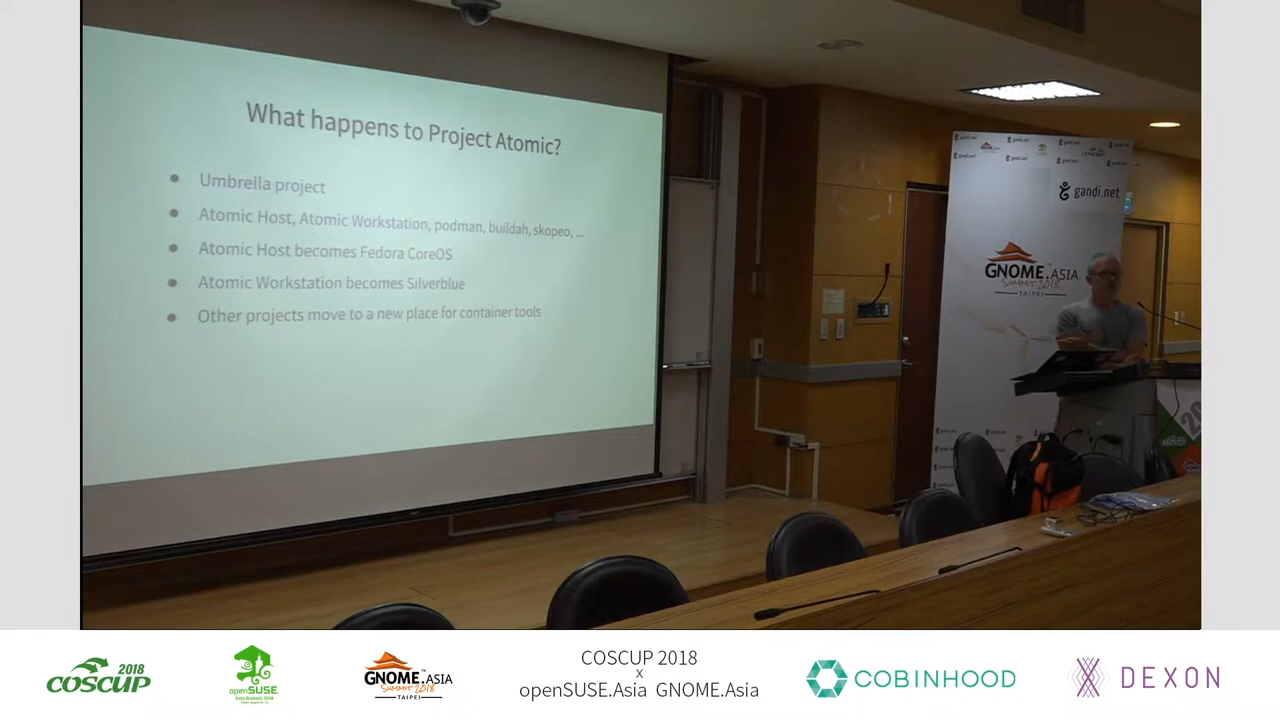 What happens to Project Atomic?
Umbrella project
Atomic Host, Atomic Workstation, podman, buildah, skopeo, ...
Atomic Host becomes Fedora CoreOS
Atomic Workstation becomes Silverblue
Other projects move to a new place for container tools
gandi.net
GNOME.ASIA
SUMMIT 2018
TAIPEI
2018
COSCUP
openSUSE
GNOME.ASIA
SUMMIT 2018
TAIPEI
COSCUP 2018
x
openSUSE.Asia GNOME.Asia
COBINHOOD
DEXON